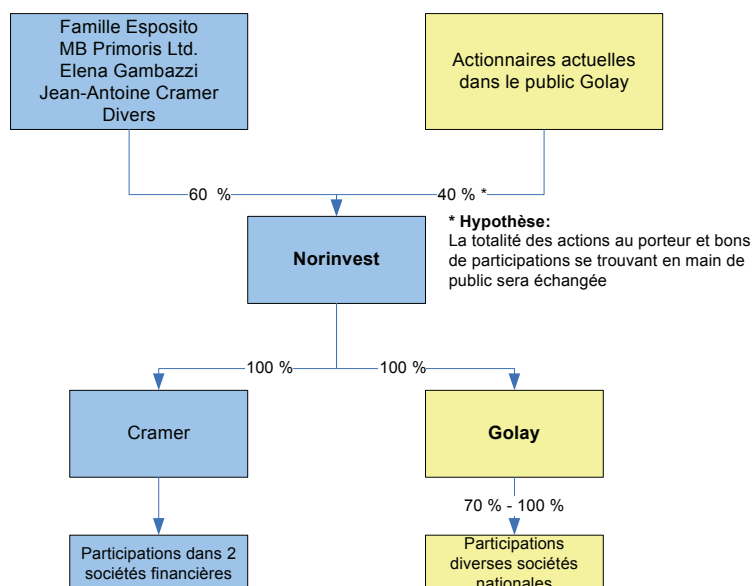 Famille Esposito
MB Primoris Ltd.
Elena Gambazzi
Jean-Antoine Cramer
Divers
Actionnaires actuelles
dans le public Golay
60 %
40 % *
Norinvest
* Hypothèse:
La totalité des actions au porteur et bons
de participations se trouvant en main de
public sera échangée
100 %
100 %
Cramer
Golay
70 % - 100 %
Participations dans 2
sociétés financières
Participations
diverses sociétés
nationales